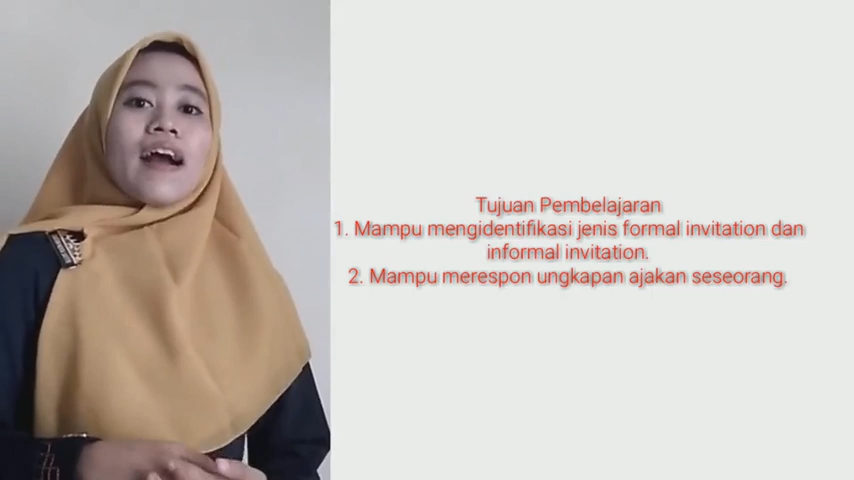 Tujuan Pembelajaran
1. Mampu mengidentifikasi jenis formal invitation dan
informal invitation.
2. Mampu merespon ungkapan ajakan seseorang.